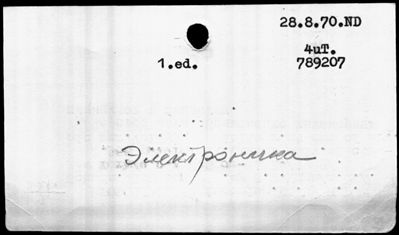 28.8.70.ND
4uT.
1.ed. 789207
Электроника